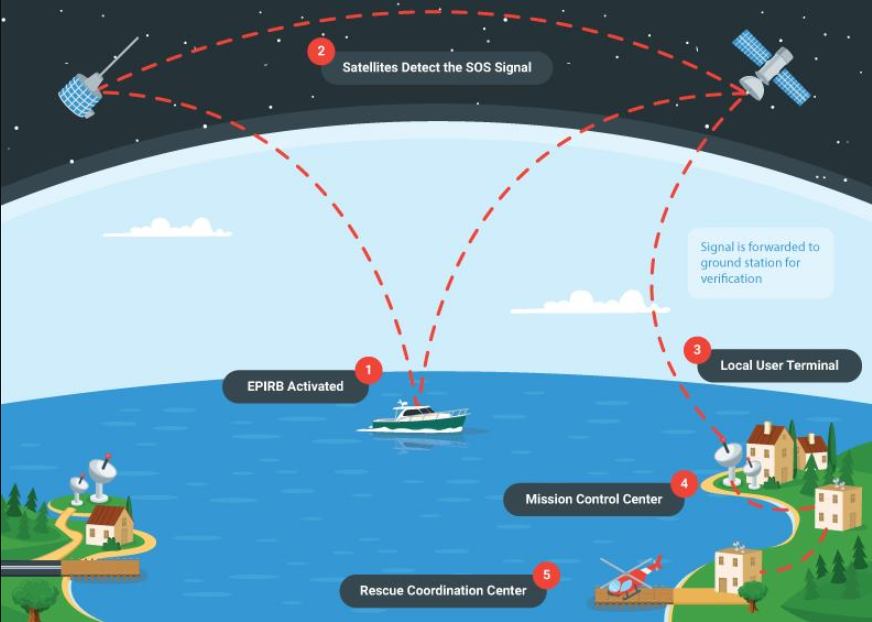 2
Satellites Detect the SOS Signal
Signal is forwarded to
ground station for
verification
3
Local User Terminal
1
EPIRB Activated
4
Mission Control Center
5
Rescue Coordination Center